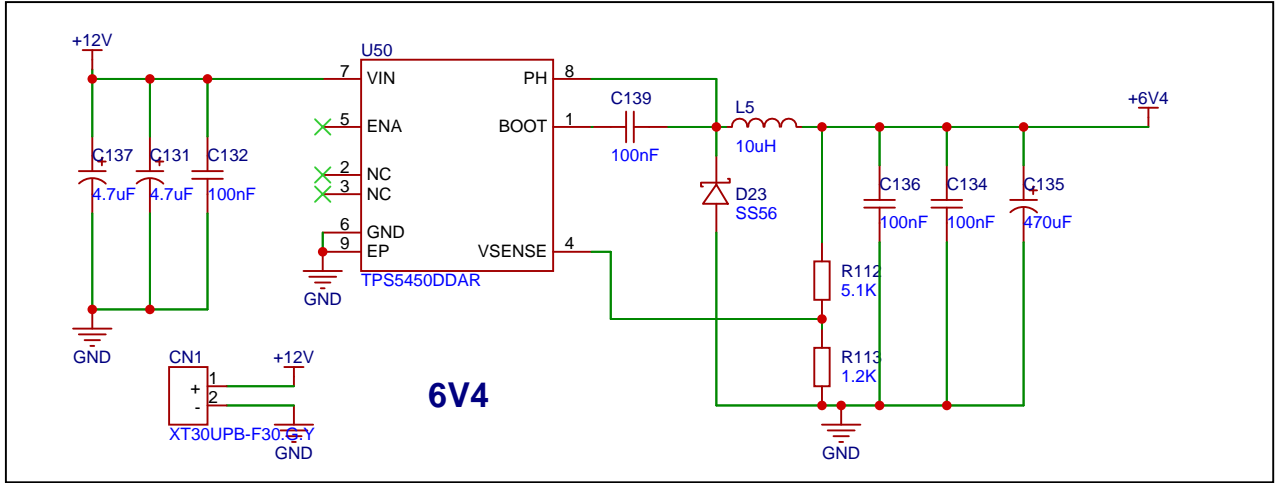 +12V
U50
7
VIN
PH
8
5
ENA
BOOT
1
C139
100nF
L5
10uH
+6V4
C137
4.7uF
C131
4.7uF
C132
100nF
2
NC
3
NC
6
GND
9
EP
VSENSE
4
TPS5450DDAR
GND
D23
SS56
C136
100nF
C134
100nF
C135
470uF
R112
5.1K
R113
1.2K
GND
CN1
+12V
+
1
-
2
XT30UPB-F30.G.Y
GND
6V4
GND